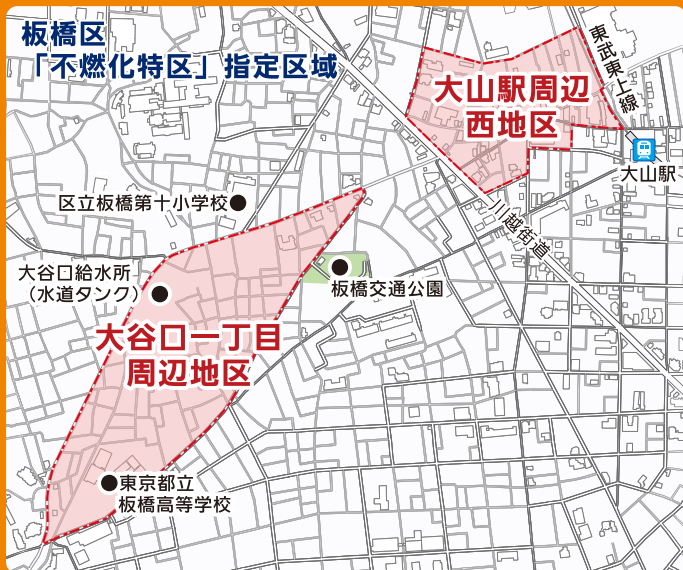 板橋区
「不燃化特区」指定区域
東武東上線
大山駅周辺
西地区
大山駅
区立板橋第十小学校
川越街道
大谷口給水所
（水道タンク）
板橋交通公園
大谷口一丁目
周辺地区
東京都立
板橋高等学校